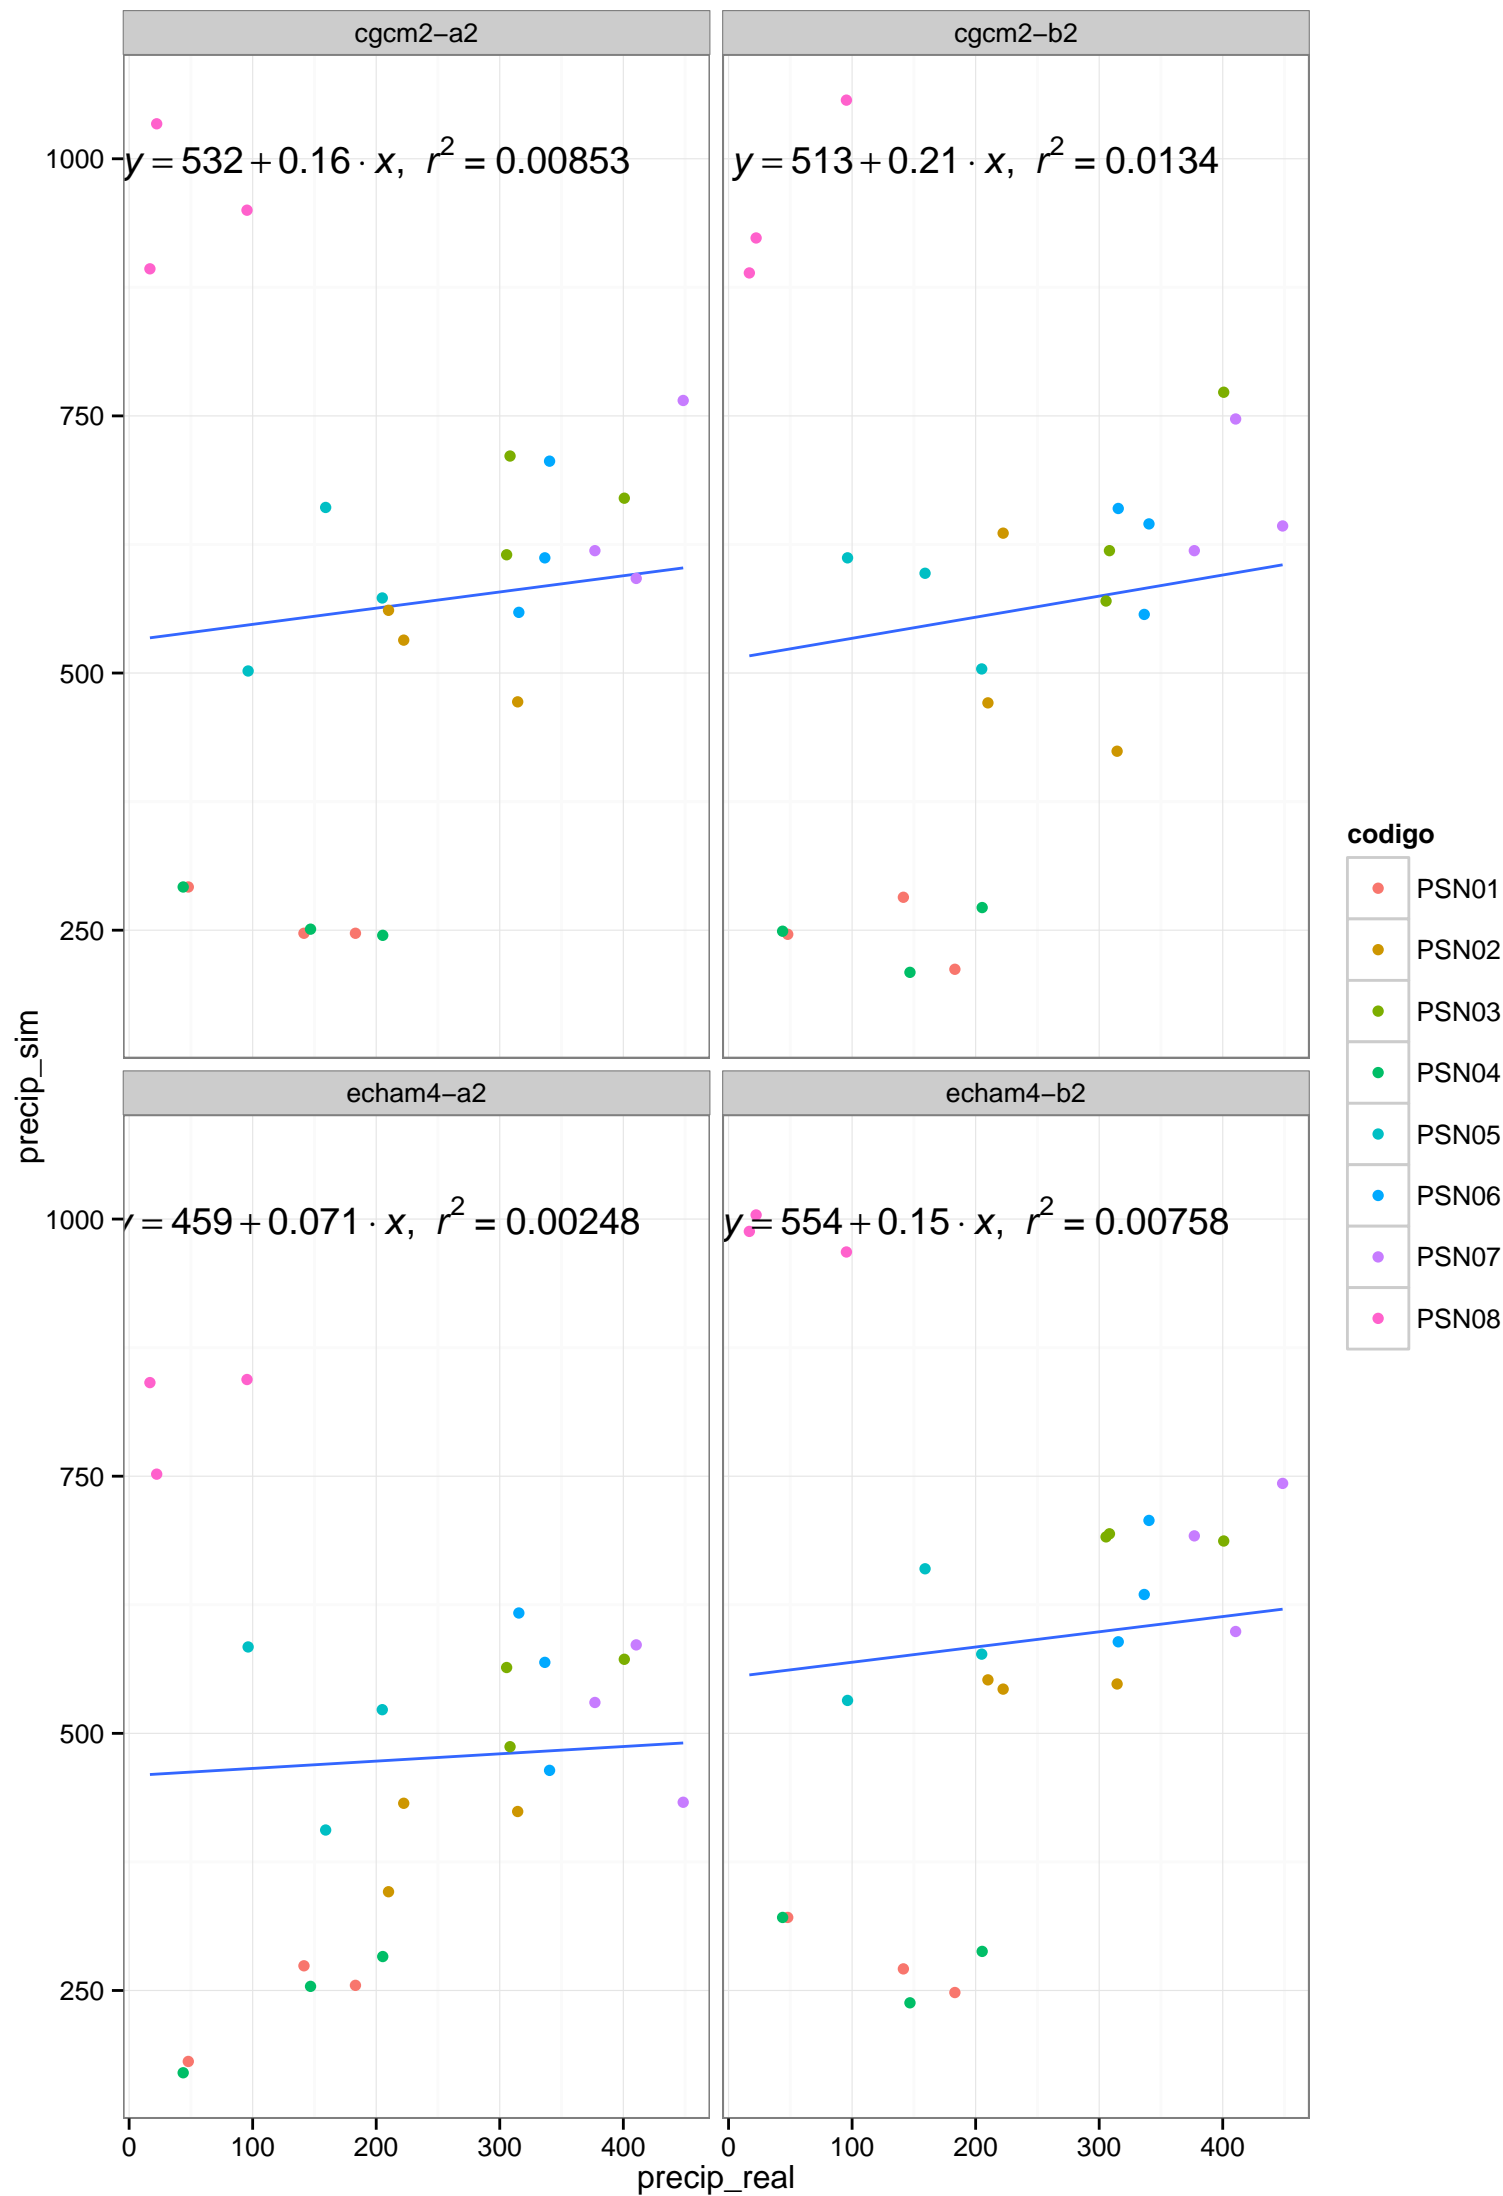 cgcm2−a2
cgcm2−b2
1000
750
500
250
y = 532 + 0.16 ⋅ x, r² = 0.00853
y = 513 + 0.21 ⋅ x, r² = 0.0134
echam4−a2
echam4−b2
1000
750
500
250
y = 459 + 0.071 ⋅ x, r² = 0.00248
y = 554 + 0.15 ⋅ x, r² = 0.00758
0 100 200 300 400
0 100 200 300 400
precip_real
precip_sim
codigo
PSN01
PSN02
PSN03
PSN04
PSN05
PSN06
PSN07
PSN08